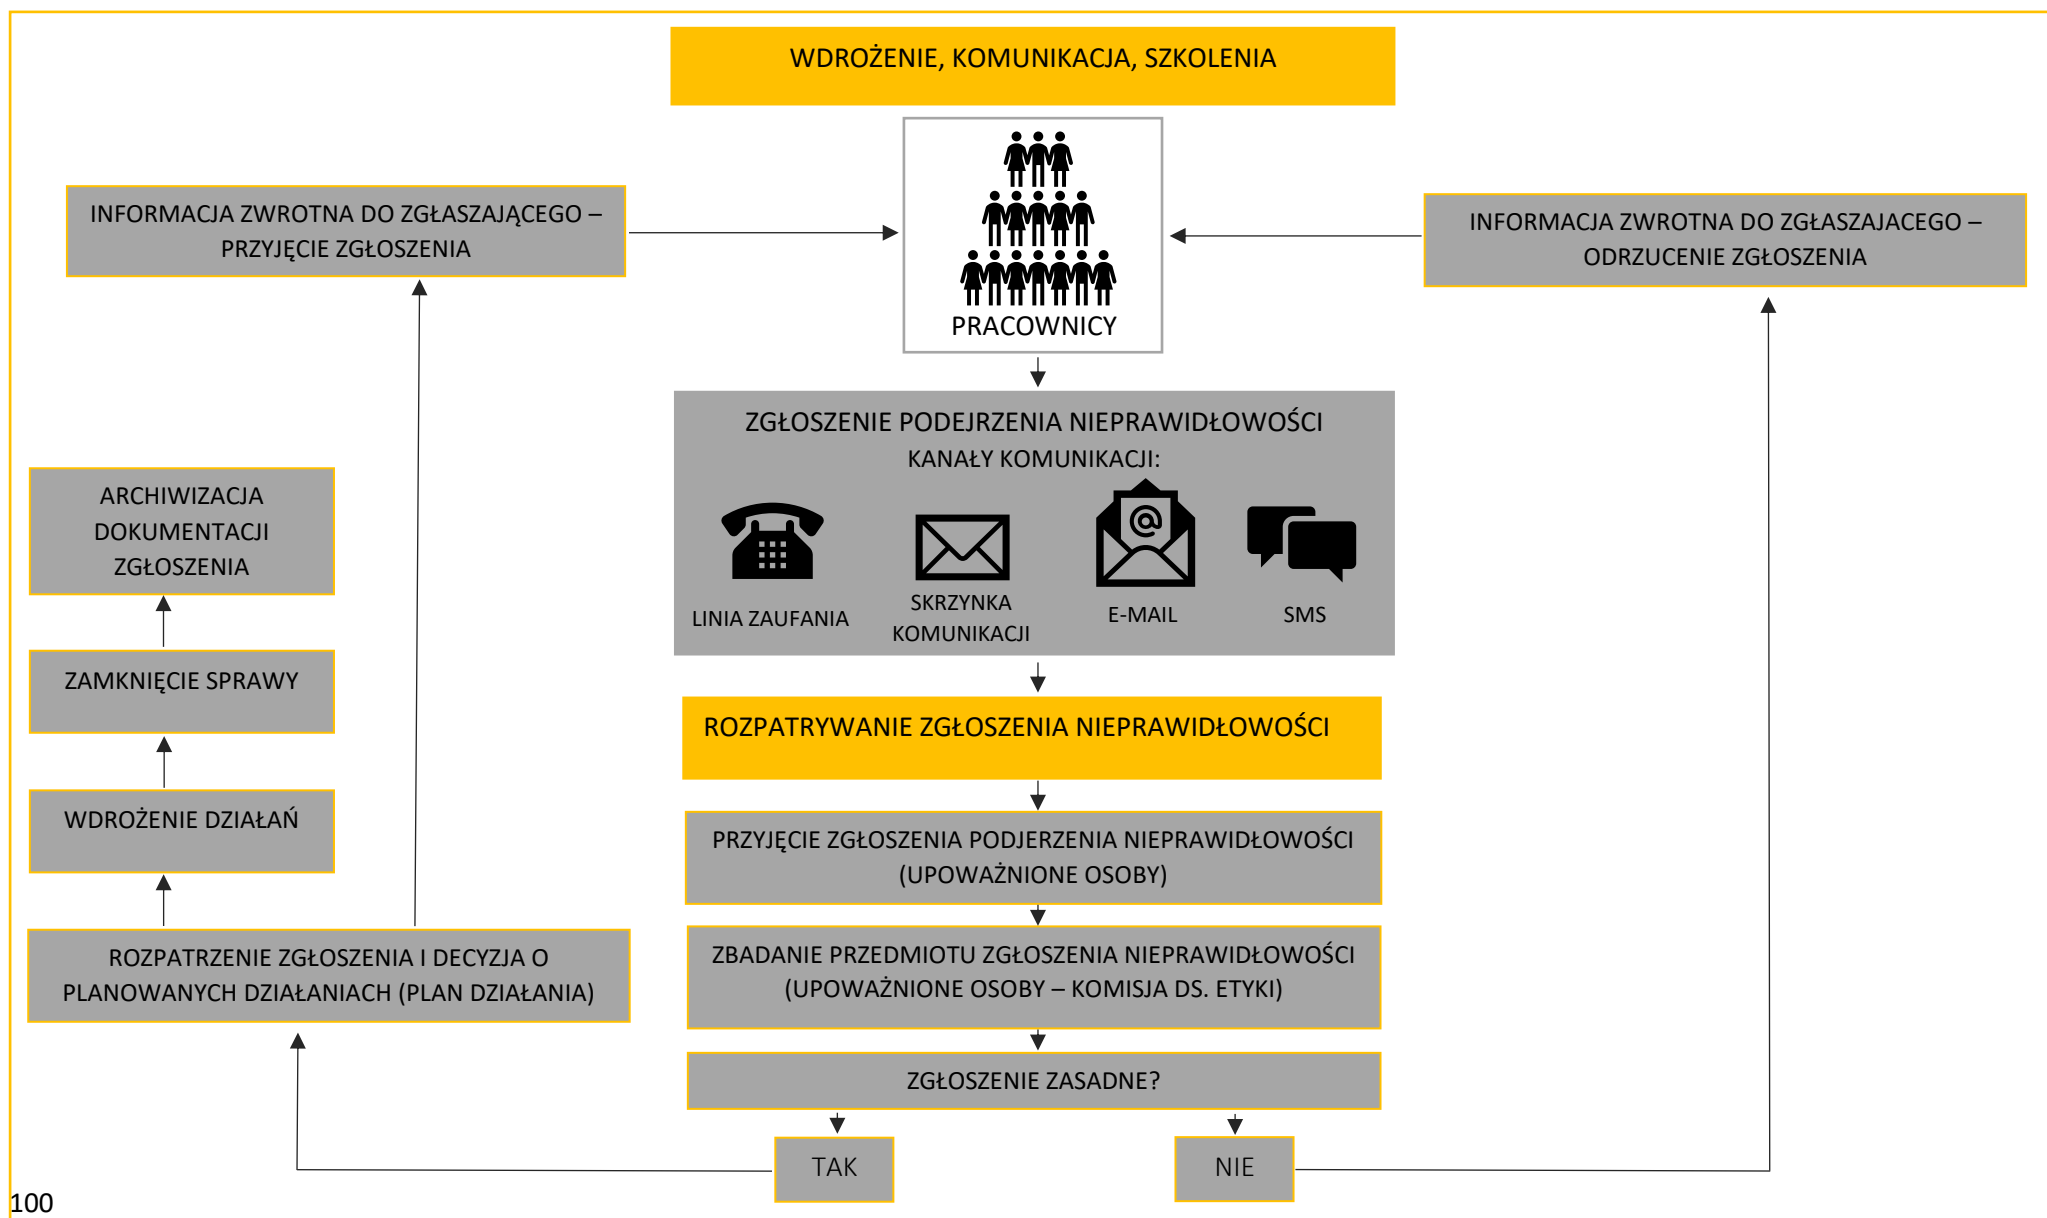 WDROŻENIE, KOMUNIKACJA, SZKOLENIA
INFORMACJA ZWROTNA DO ZGŁASZAJĄCEGO –
PRZYJĘCIE ZGŁOSZENIA
PRACOWNICY
INFORMACJA ZWROTNA DO ZGŁASZAJACEGO –
ODRZUCENIE ZGŁOSZENIA
ZGŁOSZENIE PODEJRZENIA NIEPRAWIDŁOWOŚCI
KANAŁY KOMUNIKACJI:
LINIA ZAUFANIA
SKRZYNKA
KOMUNIKACJI
E-MAIL
SMS
ARCHIWIZACJA
DOKUMENTACJI
ZGŁOSZENIA
ZAMKNIĘCIE SPRAWY
WDROŻENIE DZIAŁAŃ
ROZPATRZENIE ZGŁOSZENIA I DECYZJA O
PLANOWANYCH DZIAŁANIACH (PLAN DZIAŁANIA)
ROZPATRYWANIE ZGŁOSZENIA NIEPRAWIDŁOWOŚCI
PRZYJĘCIE ZGŁOSZENIA PODJERZENIA NIEPRAWIDŁOWOŚCI
(UPOWAŻNIONE OSOBY)
ZBADANIE PRZEDMIOTU ZGŁOSZENIA NIEPRAWIDŁOWOŚCI
(UPOWAŻNIONE OSOBY – KOMISJA DS. ETYKI)
ZGŁOSZENIE ZASADNE?
TAK
NIE
100